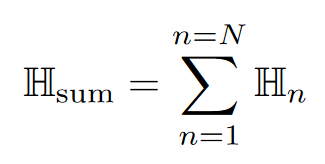 ℍ_sum = ∑_{n=1}^{n=N} ℍ_n